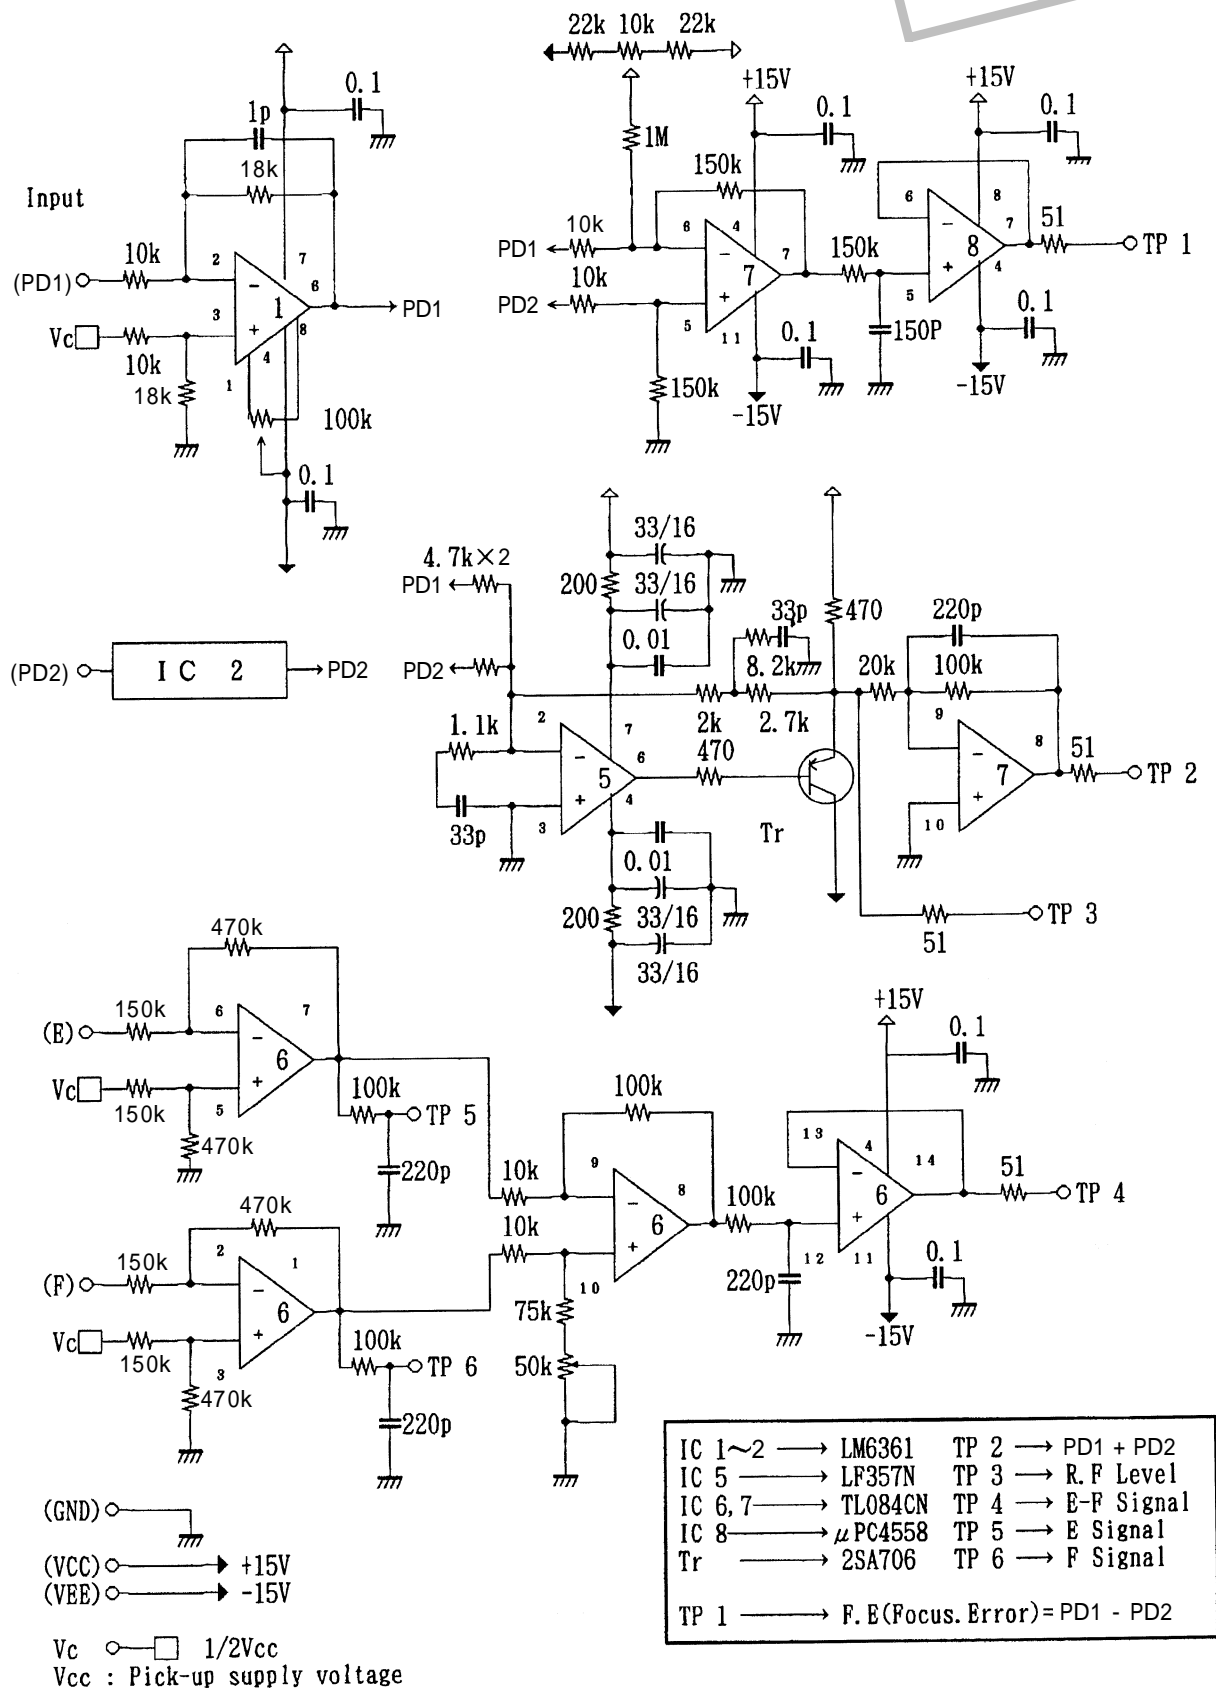 22k 10k 22k
0.1
1p
18k
Input
10k
(PD1)
2
7
6
1
PD1
3
8
Vc
10k
4
1
18k
100k
0.1
+15V
+15V
0.1
0.1
1M
150k
6
4
6
8
10k
PD1
7
7
8
7
51
TP 1
10k
PD2
150k
4
5
5
11
0.1
150P
0.1
150k
-15V
-15V
33/16
4.7k×2
PD1
200
33/16
33p
470
220p
0.01
(PD2)
IC 2
PD2
PD2
8.2k
20k
100k
1.1k
2
7
2k
2.7k
9
6
470
8
51
5
7
TP 2
4
33p
3
Tr
10
0.01
200
33/16
TP 3
51
33/16
470k
150k
6
7
(E)
6
Vc
150k
5
100k
TP 5
470k
220p
470k
150k
2
1
(F)
6
Vc
150k
3
100k
TP 6
470k
220p
+15V
0.1
100k
13
4
14
10k
9
8
100k
51
6
6
TP 4
10k
10
12
11
0.1
220p
75k
-15V
50k
IC 1~2 → LM6361 TP 2 → PD1 + PD2
IC 5 → LF357N TP 3 → R.F Level
IC 6,7 → TL084CN TP 4 → E-F Signal
IC 8 → μPC4558 TP 5 → E Signal
Tr → 2SA706 TP 6 → F Signal
TP 1 → F.E(Focus.Error)= PD1 - PD2
(GND)
(VCC) +15V
(VEE) -15V
Vc 1/2Vcc
Vcc : Pick-up supply voltage